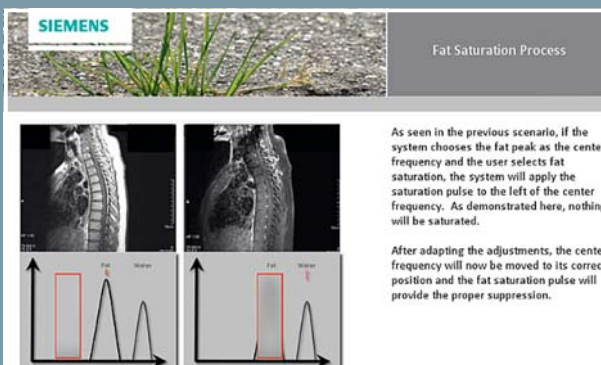 SIEMENS
Fat Saturation Process
As seen in the previous scenario, if the
system chooses the fat peak as the center
frequency and the user selects fat
saturation, the system will apply the
saturation pulse to the left of the center
frequency. As demonstrated here, nothing
will be saturated.
After adapting the adjustments, the center
frequency will now be moved to its correct
position and the fat saturation pulse will
provide the proper suppression.
Fat Water
Fat Water